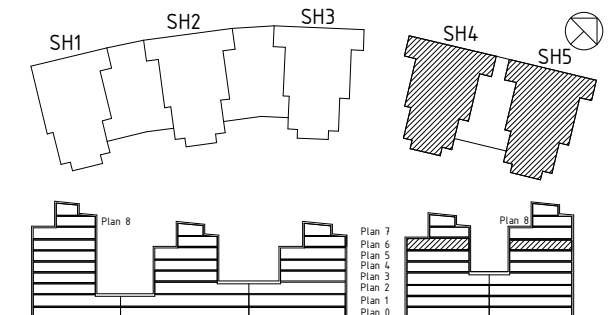 SH1
SH2
SH3
SH4
SH5
Plan 8
Plan 7
Plan 6
Plan 5
Plan 4
Plan 3
Plan 2
Plan 1
Plan 0
Plan 8